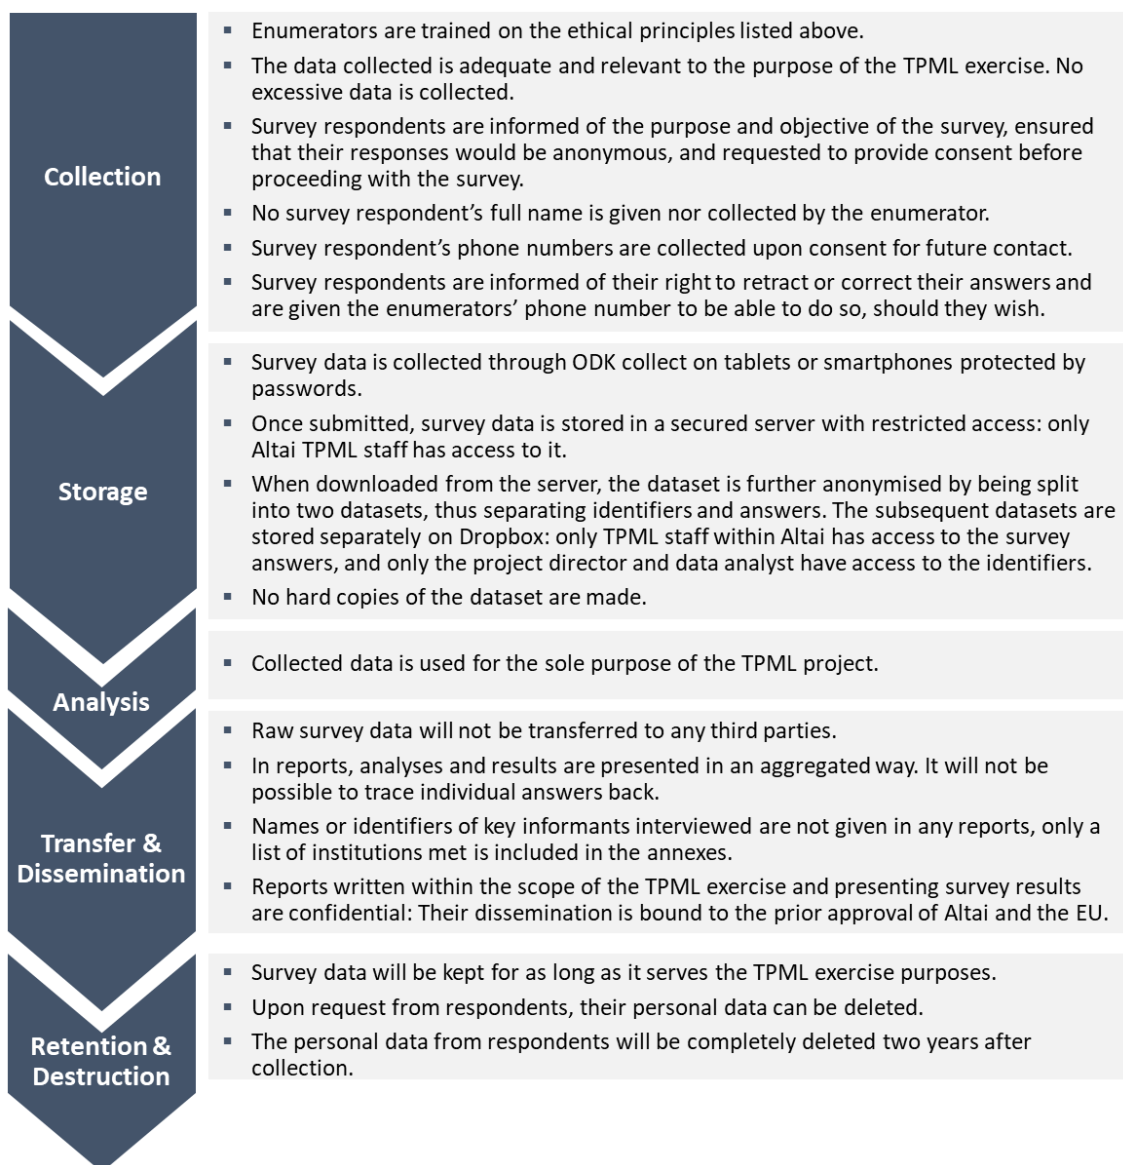 Collection
▪ Enumerators are trained on the ethical principles listed above.
▪ The data collected is adequate and relevant to the purpose of the TPML exercise. No
excessive data is collected.
▪ Survey respondents are informed of the purpose and objective of the survey, ensured
that their responses would be anonymous, and requested to provide consent before
proceeding with the survey.
▪ No survey respondent’s full name is given nor collected by the enumerator.
▪ Survey respondent’s phone numbers are collected upon consent for future contact.
▪ Survey respondents are informed of their right to retract or correct their answers and
are given the enumerators’ phone number to be able to do so, should they wish.
Storage
▪ Survey data is collected through ODK collect on tablets or smartphones protected by
passwords.
▪ Once submitted, survey data is stored in a secured server with restricted access: only
Altai TPML staff has access to it.
▪ When downloaded from the server, the dataset is further anonymised by being split
into two datasets, thus separating identifiers and answers. The subsequent datasets are
stored separately on Dropbox: only TPML staff within Altai has access to the survey
answers, and only the project director and data analyst have access to the identifiers.
▪ No hard copies of the dataset are made.
Analysis
▪ Collected data is used for the sole purpose of the TPML project.
Transfer &
Dissemination
▪ Raw survey data will not be transferred to any third parties.
▪ In reports, analyses and results are presented in an aggregated way. It will not be
possible to trace individual answers back.
▪ Names or identifiers of key informants interviewed are not given in any reports, only a
list of institutions met is included in the annexes.
▪ Reports written within the scope of the TPML exercise and presenting survey results
are confidential: Their dissemination is bound to the prior approval of Altai and the EU.
Retention &
Destruction
▪ Survey data will be kept for as long as it serves the TPML exercise purposes.
▪ Upon request from respondents, their personal data can be deleted.
▪ The personal data from respondents will be completely deleted two years after
collection.